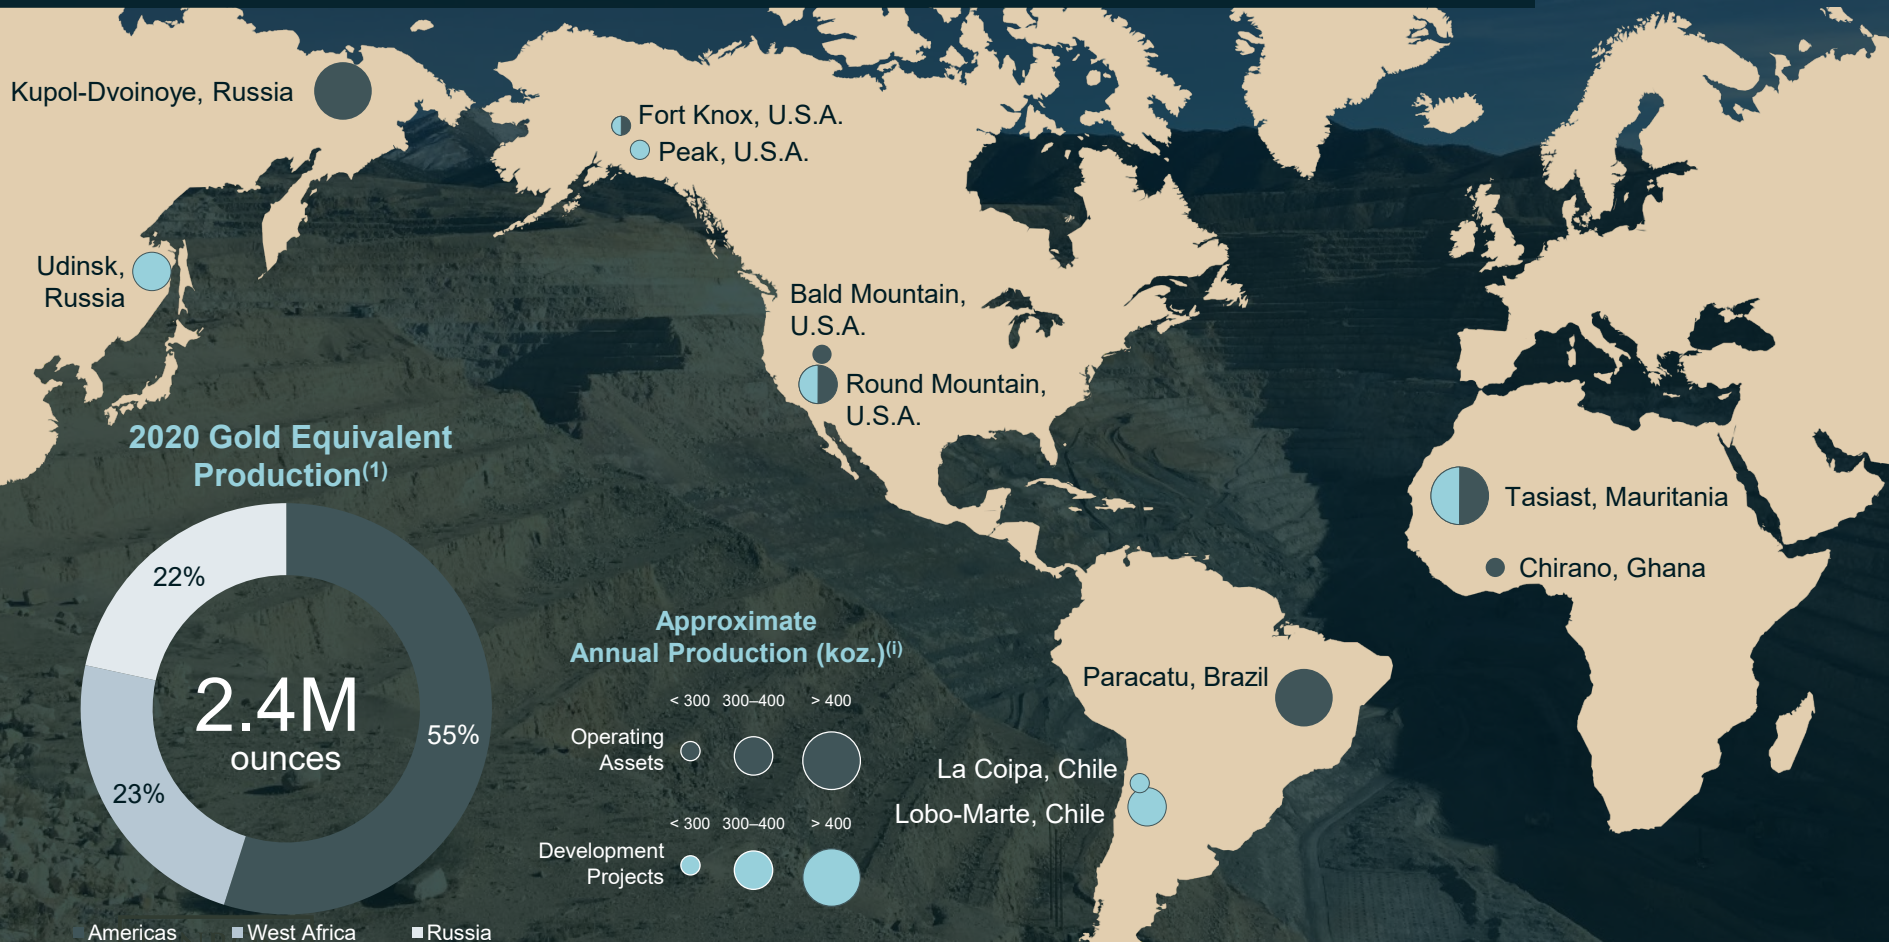 Kupol-Dvoinoye, Russia
Fort Knox, U.S.A.
Peak, U.S.A.
Udinsk,
Russia
Bald Mountain,
U.S.A.
Round Mountain,
U.S.A.
2020 Gold Equivalent
Production(1)
22%
2.4M
ounces
55%
23%
Americas
West Africa
Russia
Approximate
Annual Production (koz.)(i)
< 300 300–400 > 400
Operating
Assets
< 300 300–400 > 400
Development
Projects
Tasiast, Mauritania
Chirano, Ghana
Paracatu, Brazil
La Coipa, Chile
Lobo-Marte, Chile